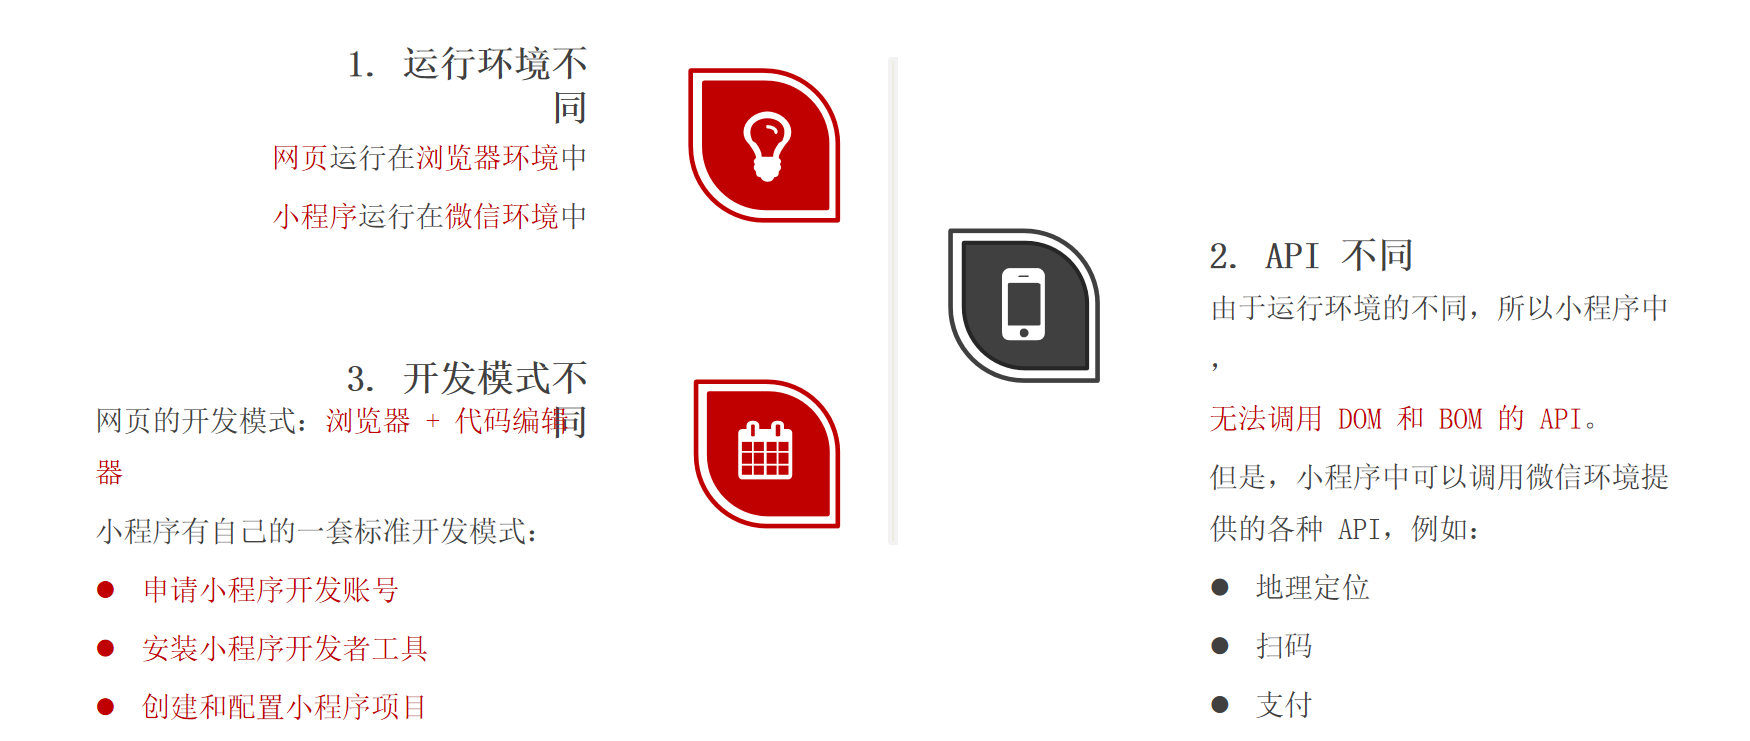 1. 运行环境不
同
网页运行在浏览器环境中
小程序运行在微信环境中
2. API 不同
由于运行环境的不同，所以小程序中
，
无法调用 DOM 和 BOM 的 API。
但是，小程序中可以调用微信环境提
供的各种 API，例如：
● 地理定位
● 扫码
● 支付
3. 开发模式不
同
网页的开发模式：浏览器 + 代码编辑
器
小程序有自己的一套标准开发模式：
● 申请小程序开发账号
● 安装小程序开发者工具
● 创建和配置小程序项目